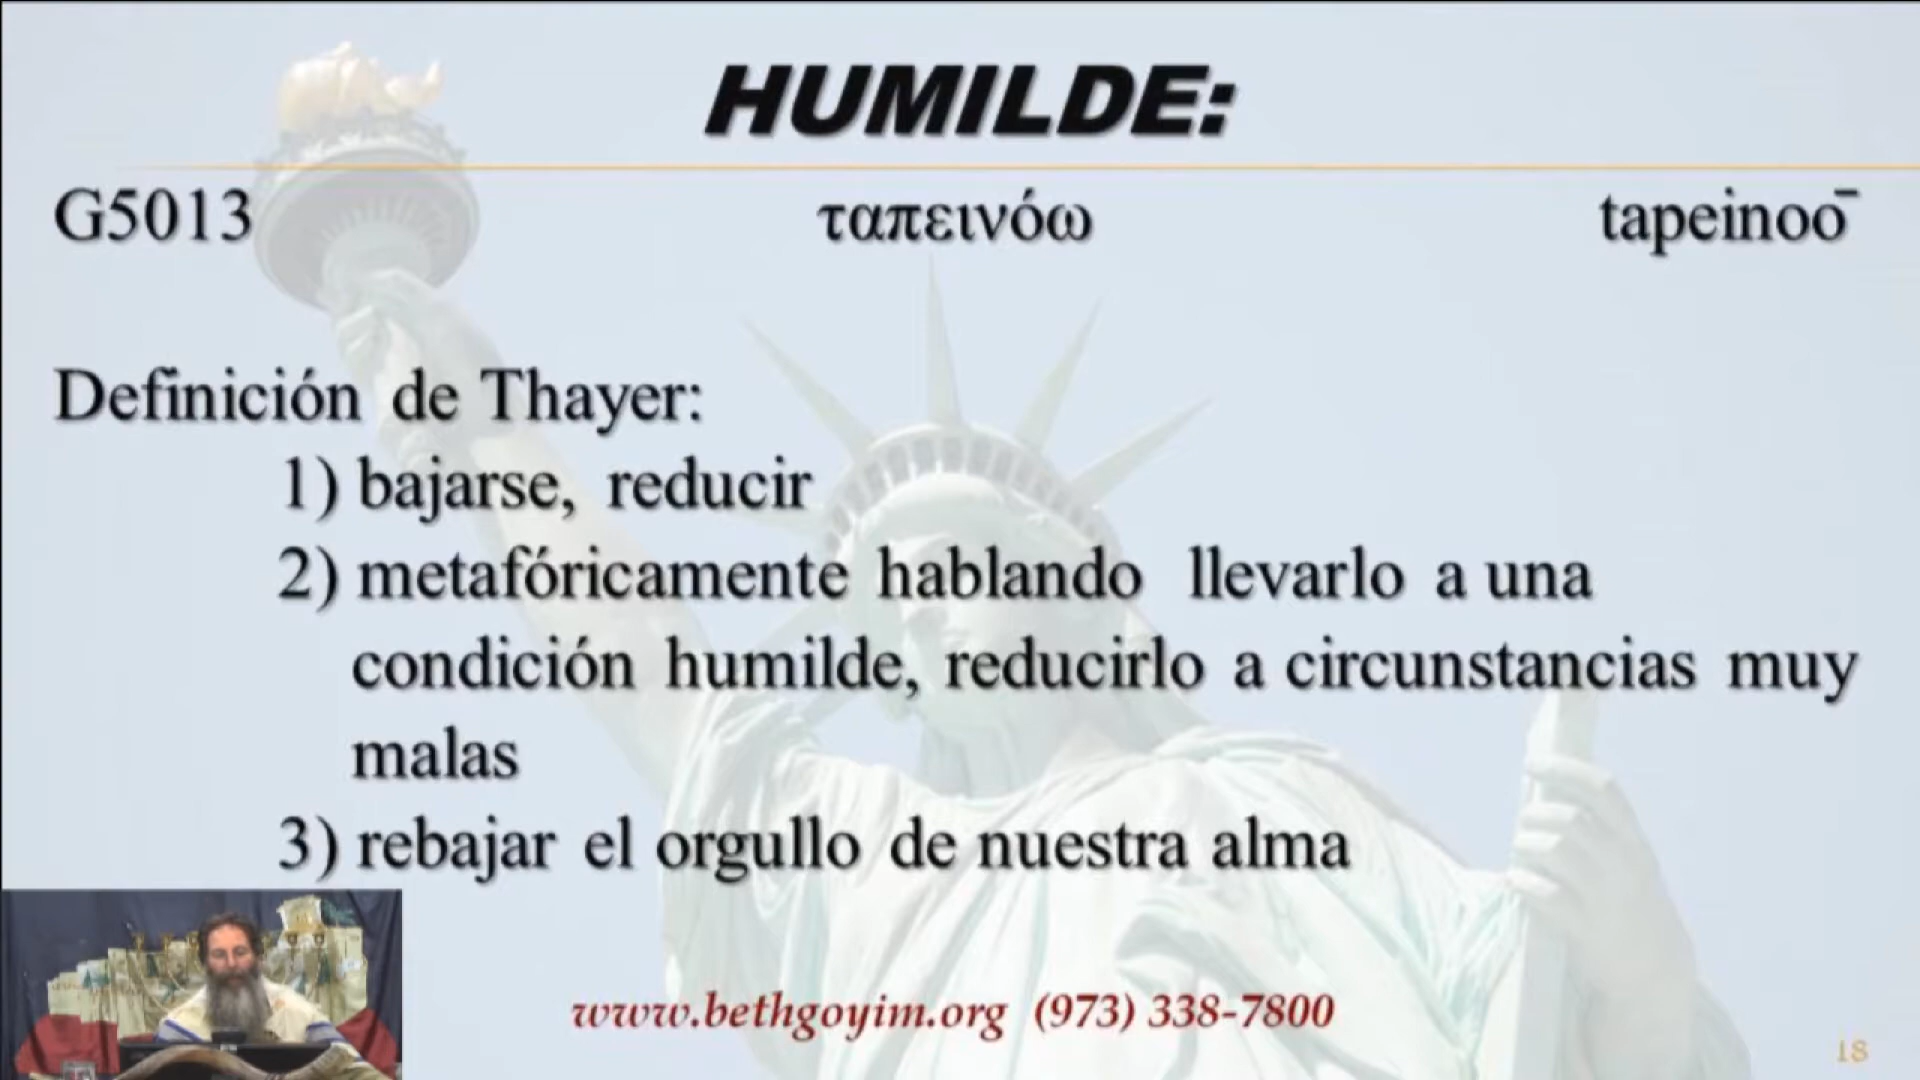 HUMILDE:
G5013 ταπεινόω tapeinoō
Definición de Thayer:
1) bajarse, reducir
2) metafóricamente hablando llevarlo a una
condición humilde, reducirlo a circunstancias muy
malas
3) rebajar el orgullo de nuestra alma
www.bethgoyim.org (973) 338-7800
18